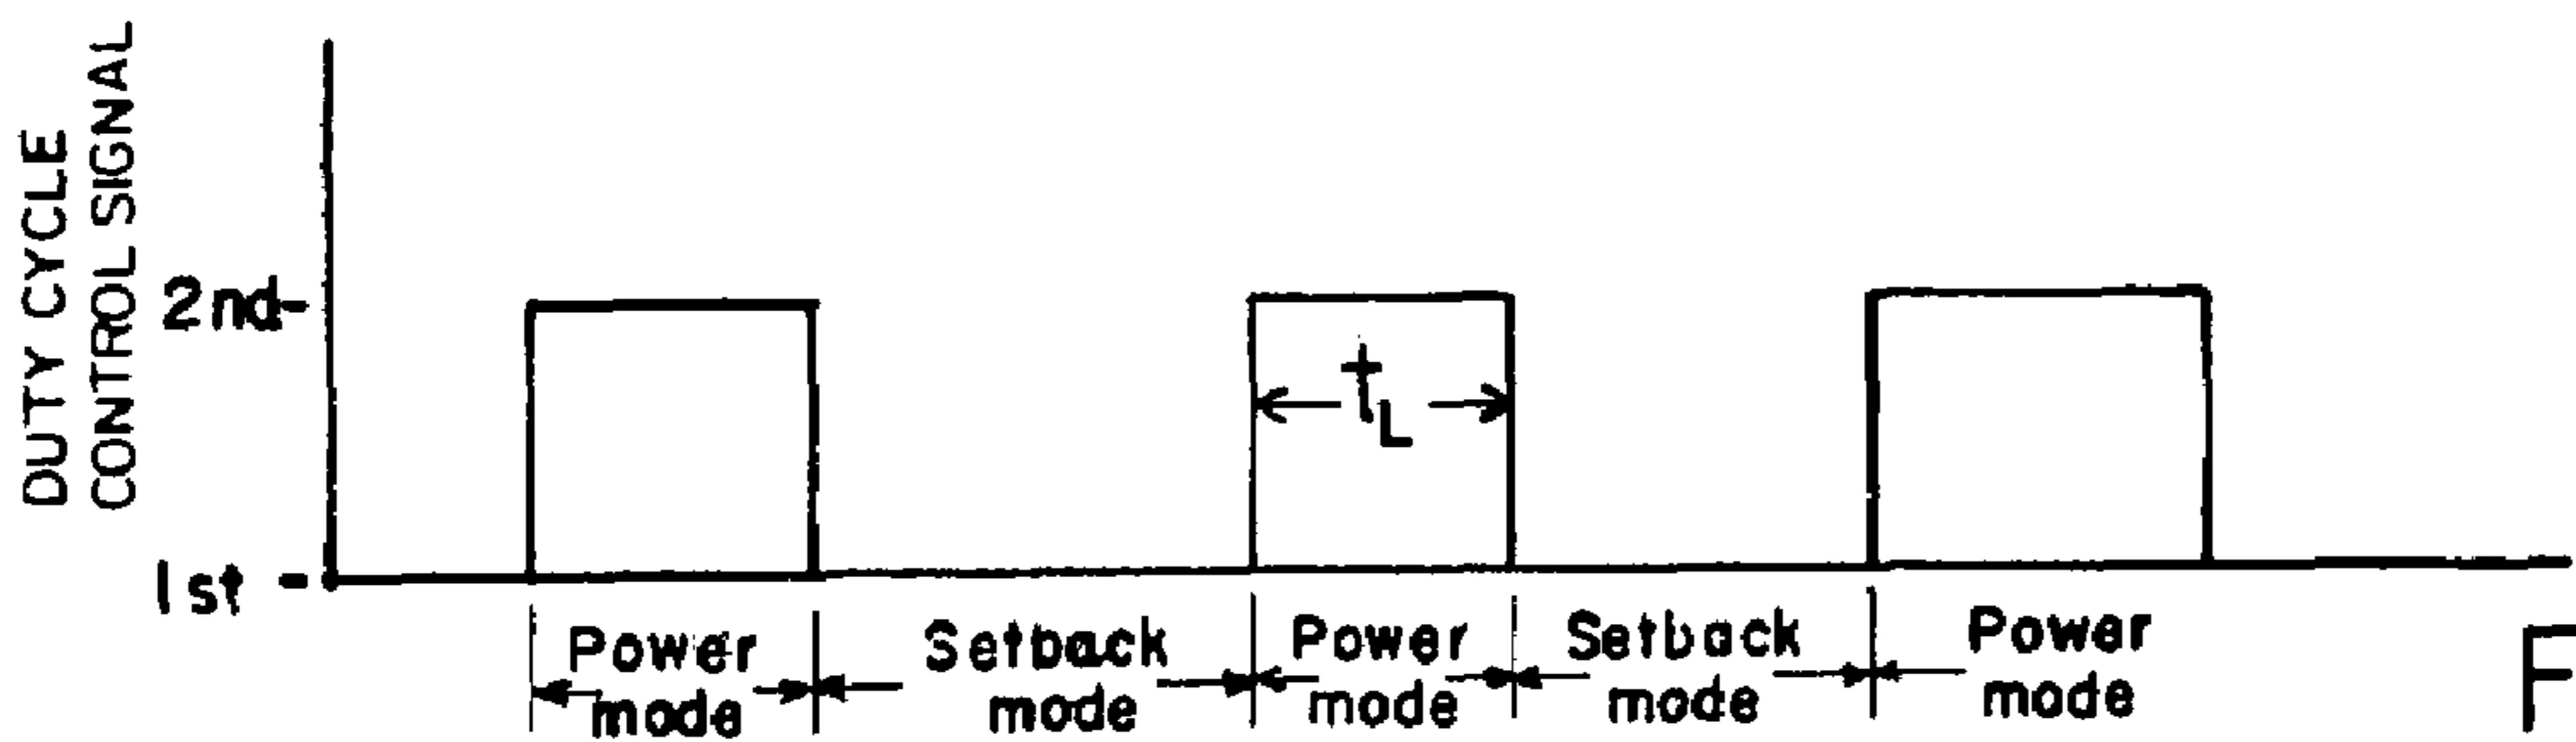 DUTY CYCLE
CONTROL SIGNAL
2nd
1st
tL
Power
mode
Setback
mode
Power
mode
Setback
mode
Power
mode
F